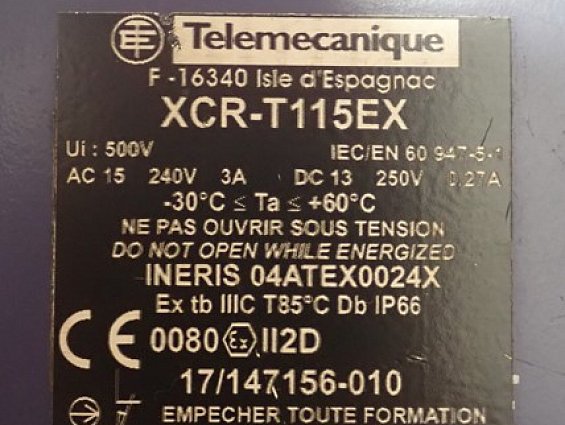 Telemecanique
F - 16340 Isle d'Espagnac
XCR-T115EX
Ui : 500V IEC/EN 60 947-5-1
AC 15 240V 3A DC 13 250V 0,27A
-30°C ≤ Ta ≤ +60°C
NE PAS OUVRIR SOUS TENSION
DO NOT OPEN WHILE ENERGIZED
INERIS 04ATEX0024X
Ex tb IIIC T85°C Db IP66
CE 0080 Ex II2D
17/147156-010
EMPECHER TOUTE FORMATION